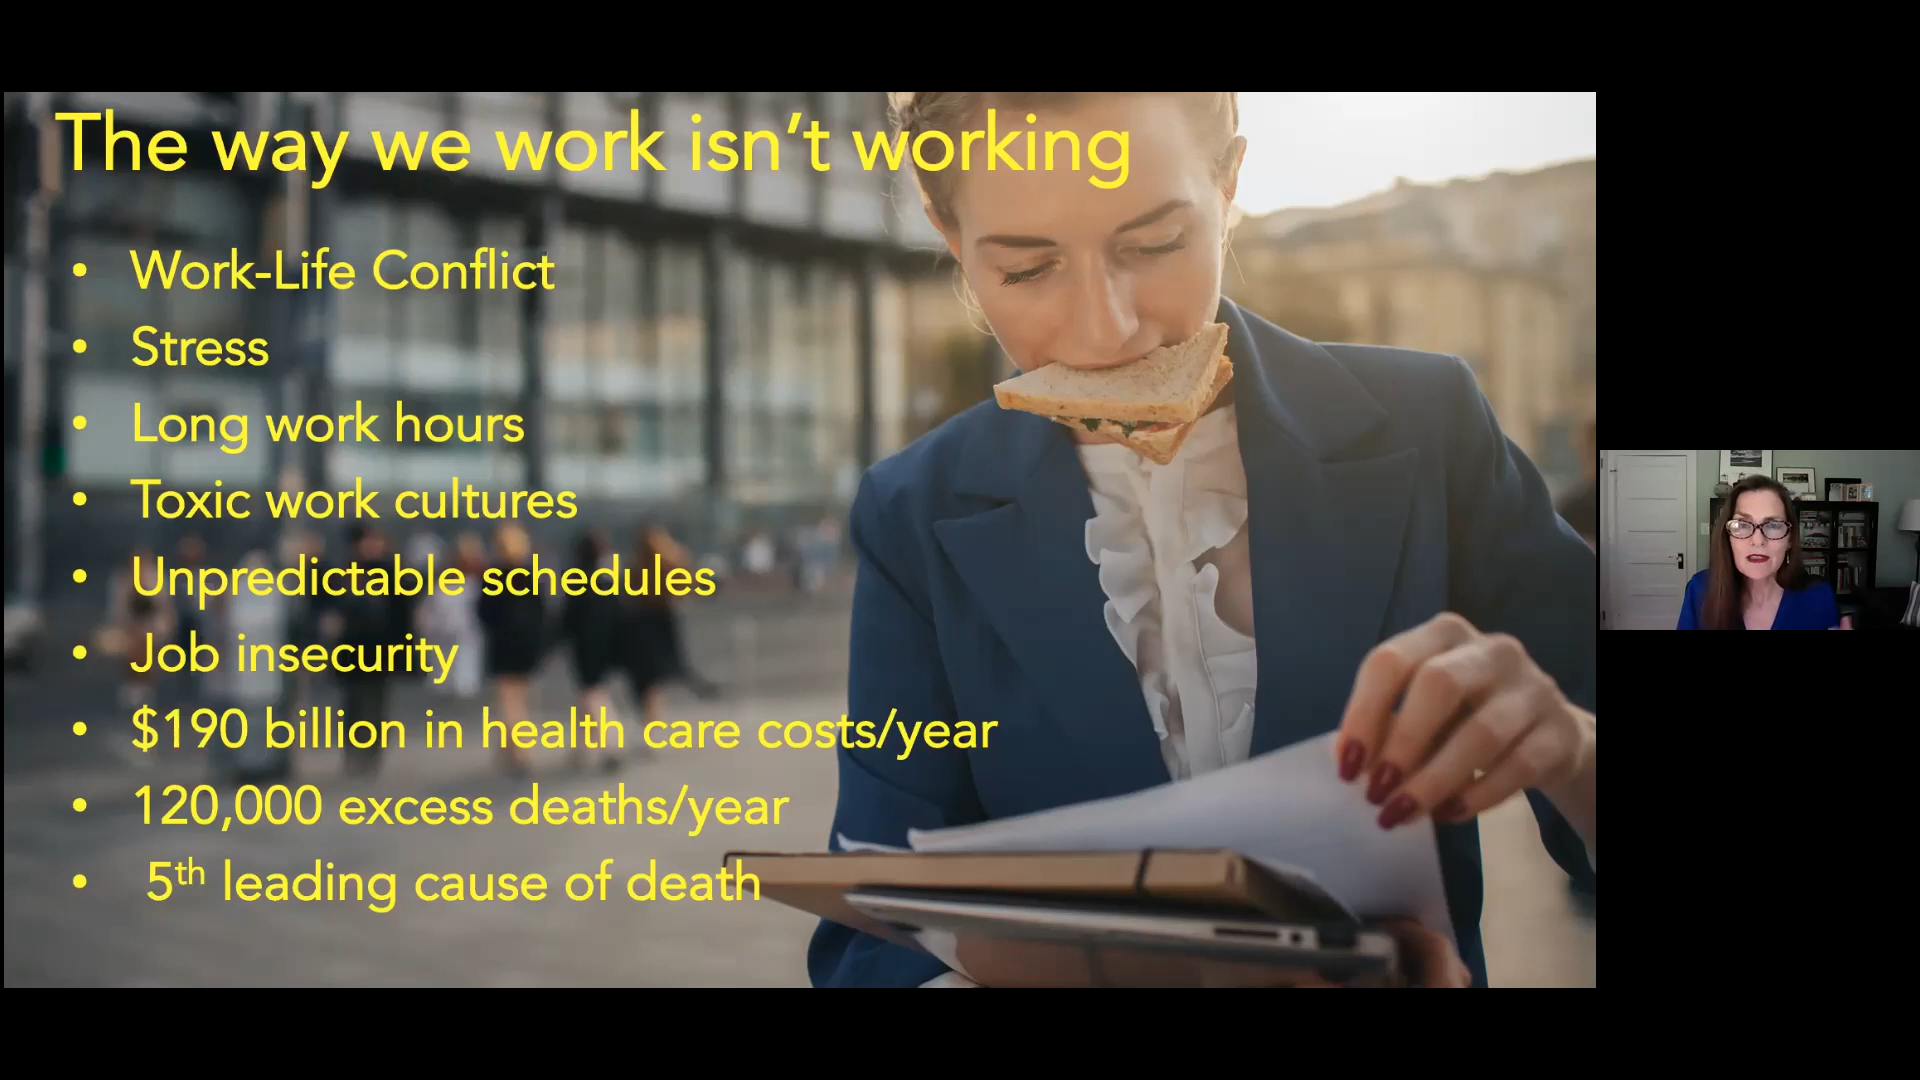 The way we work isn't working
• Work-Life Conflict
• Stress
• Long work hours
• Toxic work cultures
• Unpredictable schedules
• Job insecurity
• $190 billion in health care costs/year
• 120,000 excess deaths/year
• 5th leading cause of death